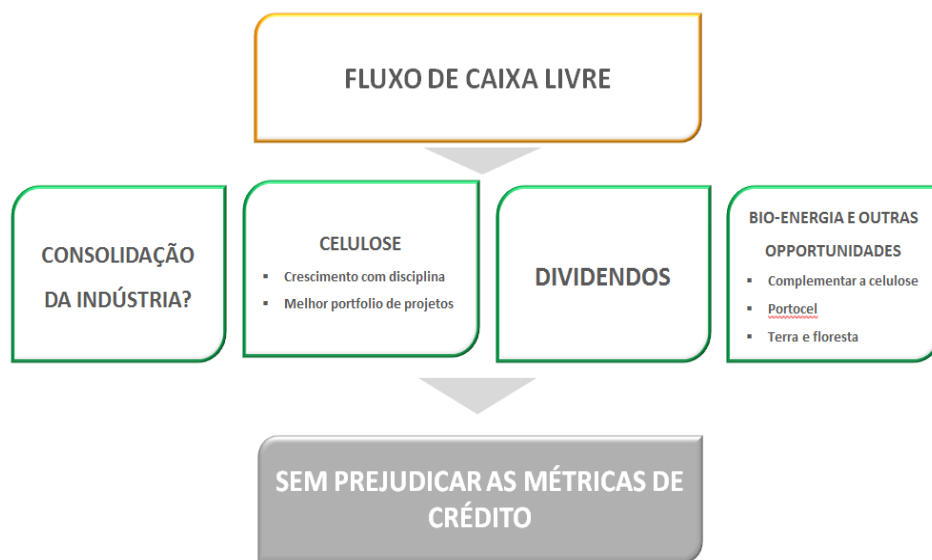 FLUXO DE CAIXA LIVRE
CONSOLIDAÇÃO
DA INDÚSTRIA?
CELULOSE
▪ Crescimento com disciplina
▪ Melhor portfolio de projetos
DIVIDENDOS
BIO-ENERGIA E OUTRAS
OPPORTUNIDADES
▪ Complementar a celulose
▪ Portocel
▪ Terra e floresta
SEM PREJUDICAR AS MÉTRICAS DE
CRÉDITO